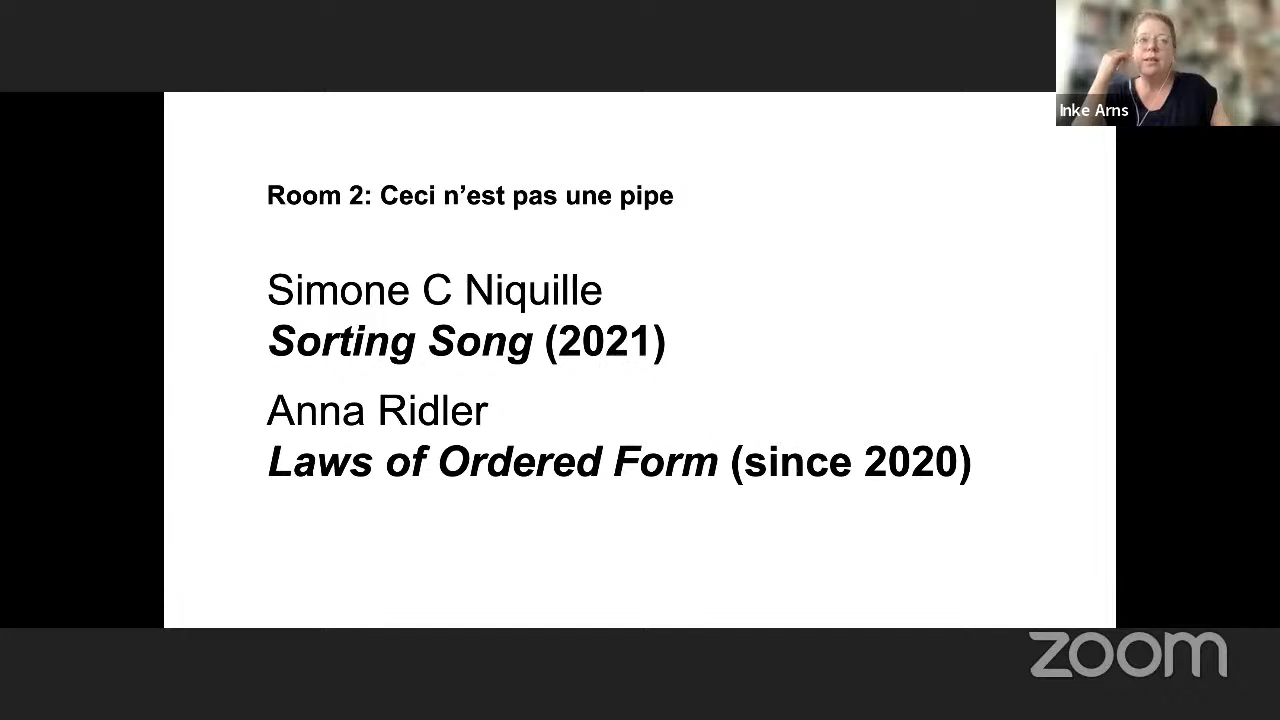 Inke Arns
Room 2: Ceci n’est pas une pipe
Simone C Niquille
Sorting Song (2021)
Anna Ridler
Laws of Ordered Form (since 2020)
zoom